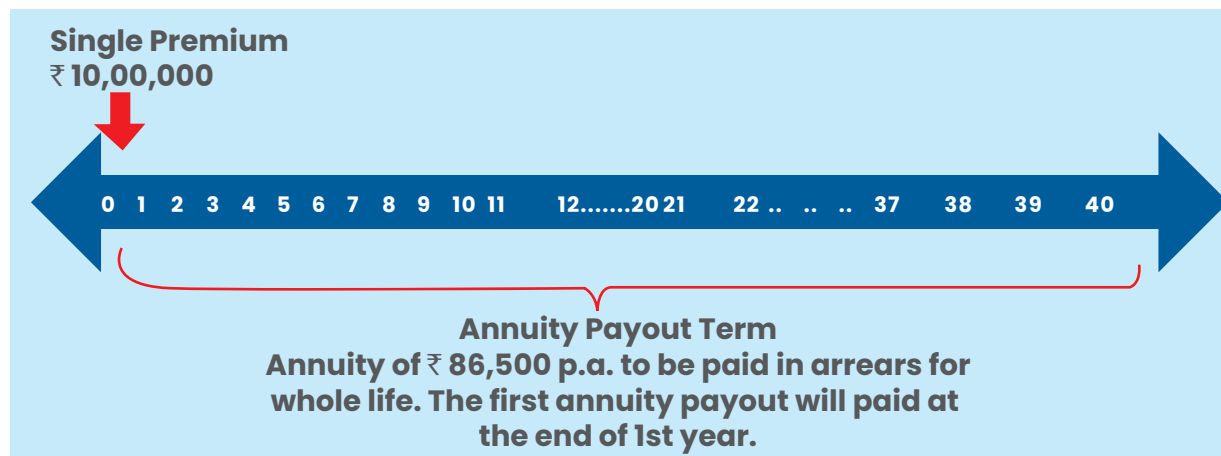 Single Premium
₹ 10,00,000
0 1 2 3 4 5 6 7 8 9 10 11 12.......20 21 22 .. .. .. 37 38 39 40
Annuity Payout Term
Annuity of ₹ 86,500 p.a. to be paid in arrears for
whole life. The first annuity payout will paid at
the end of 1st year.